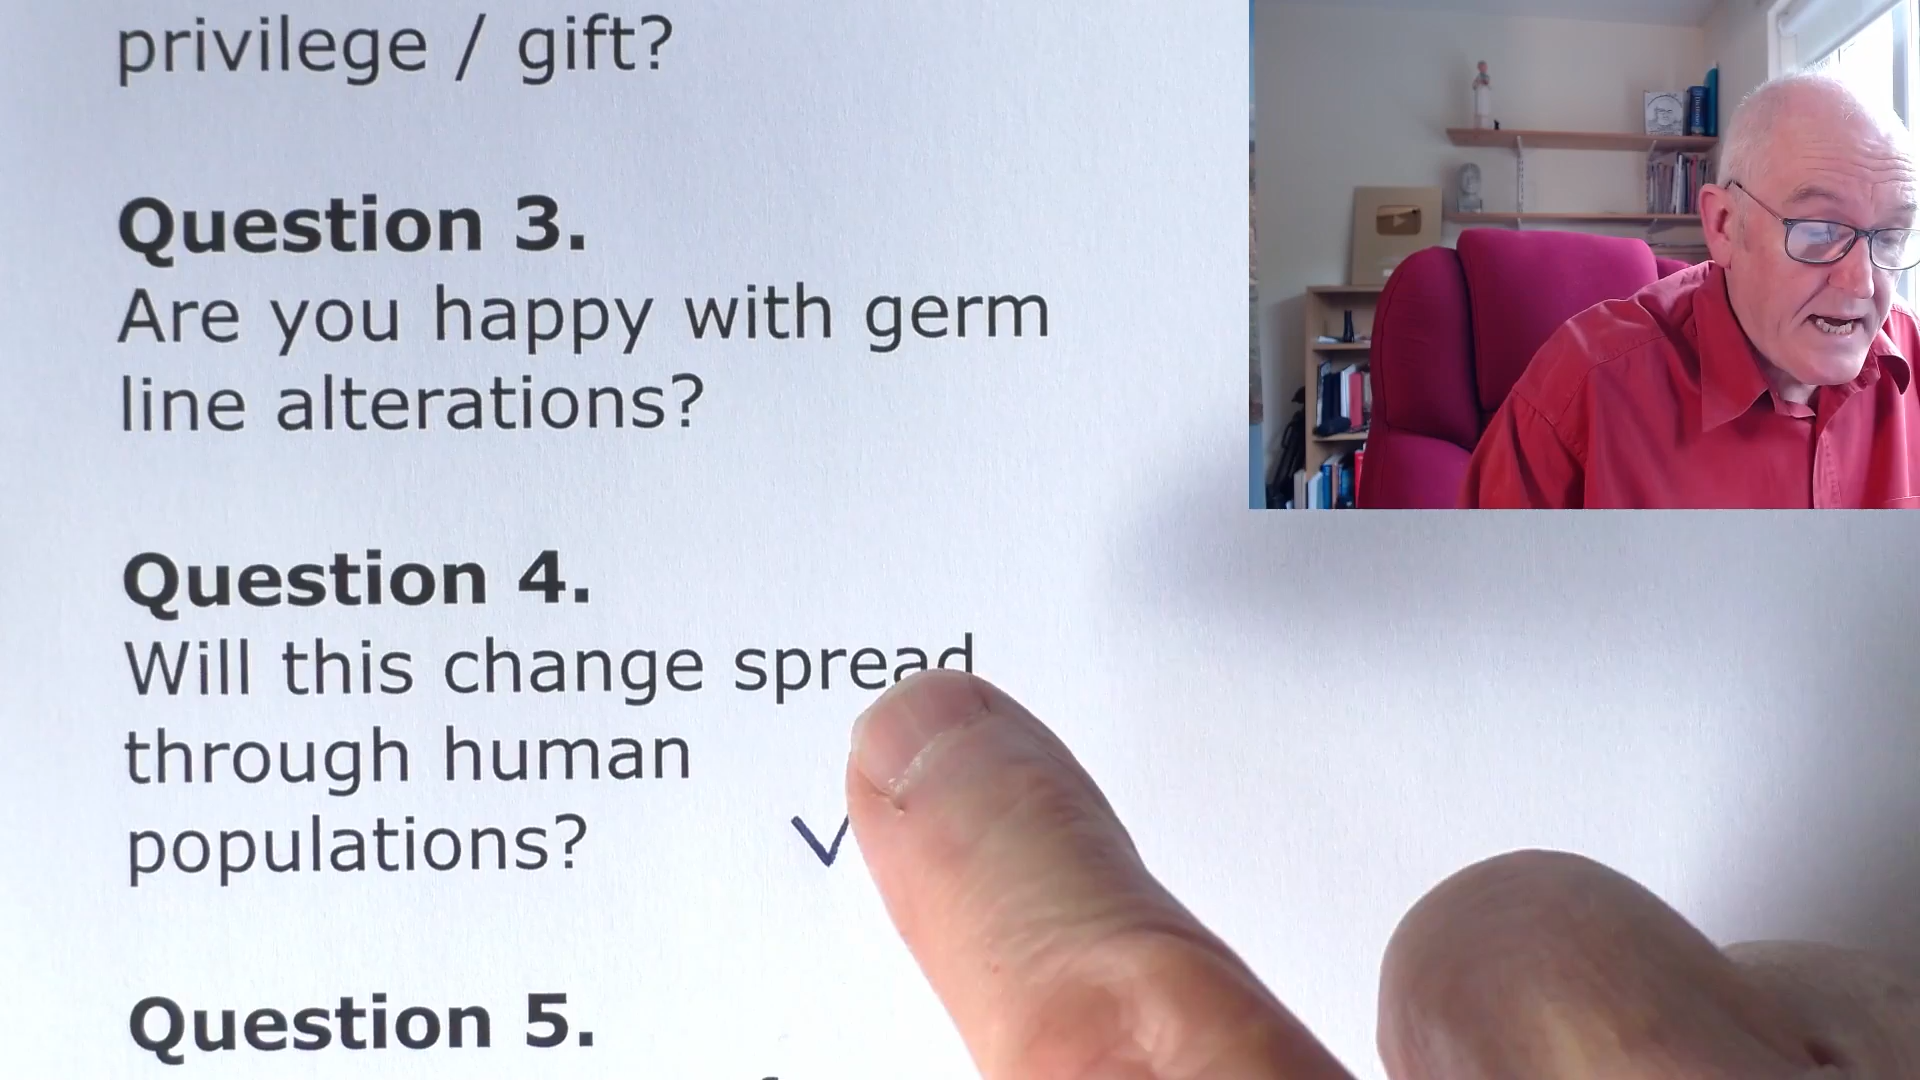 privilege / gift?
Question 3.
Are you happy with germ
line alterations?
Question 4.
Will this change spread
through human
populations?
Question 5.